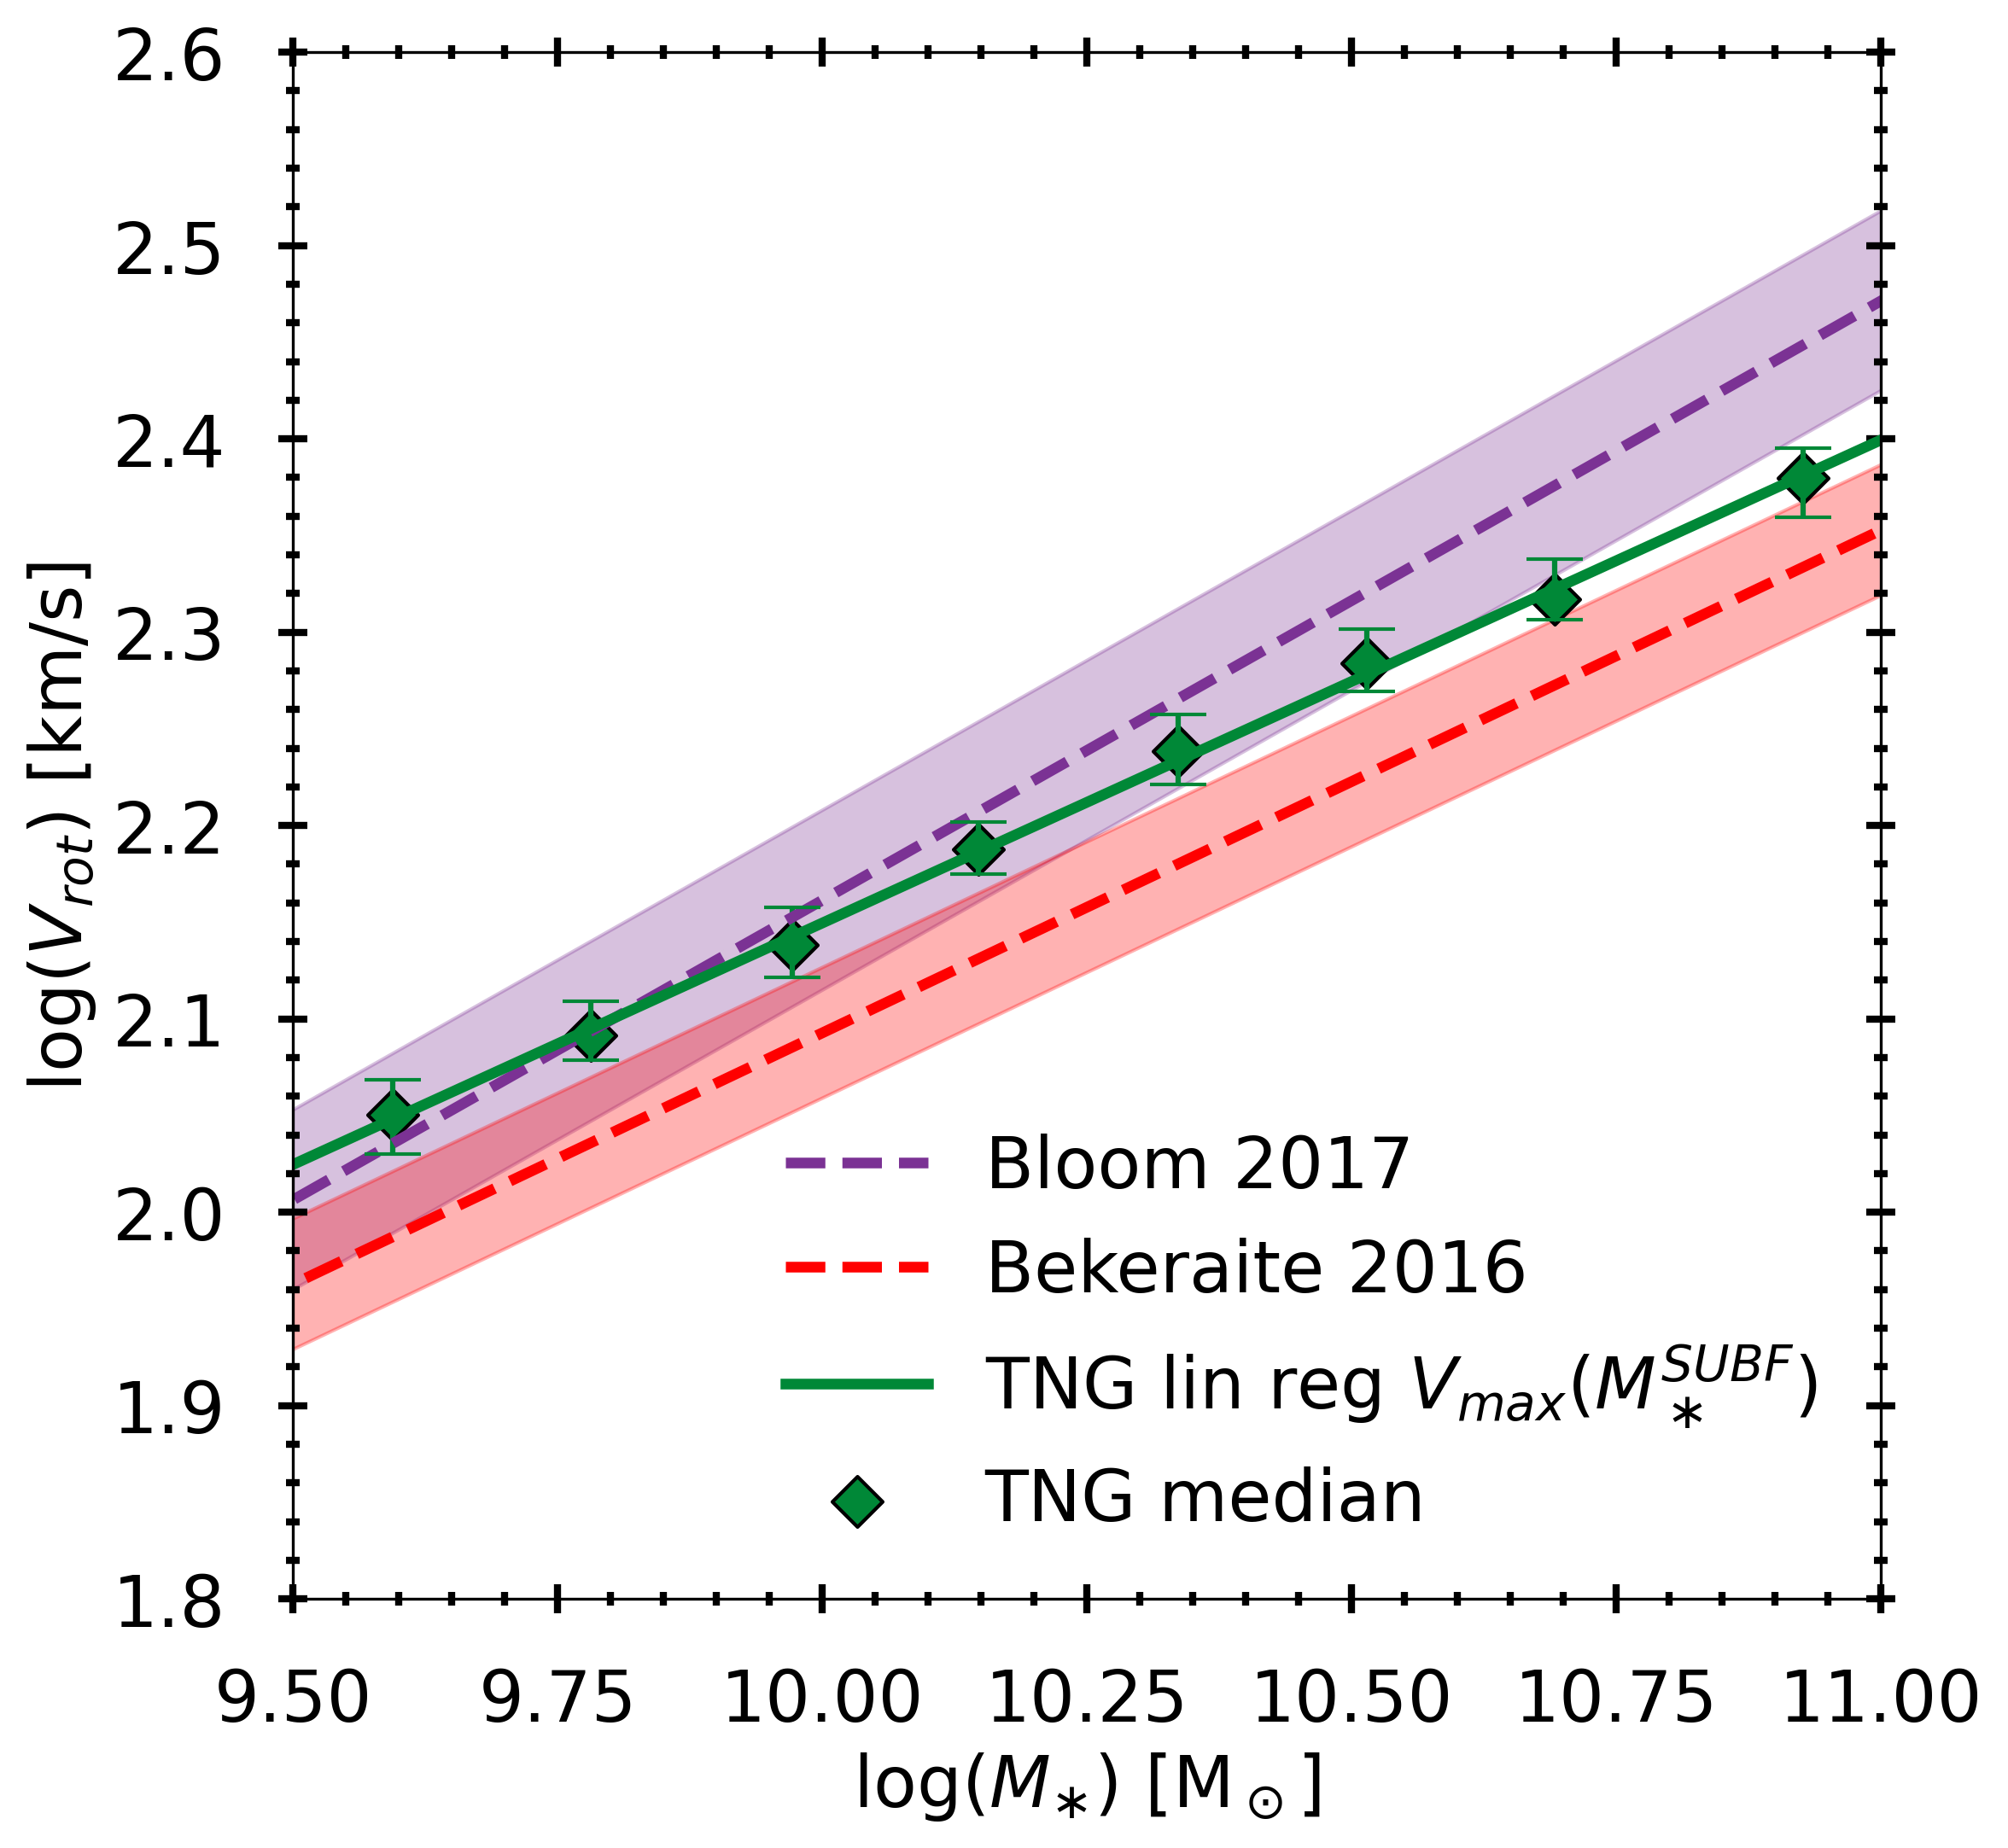 2.6
2.5
2.4
2.3
2.2
2.1
2.0
1.9
1.8
log(V_rot) [km/s]
Bloom 2017
Bekeraite 2016
TNG lin reg V_max(M_*^SUBF)
TNG median
9.50 9.75 10.00 10.25 10.50 10.75 11.00
log(M_*) [M_⊙]